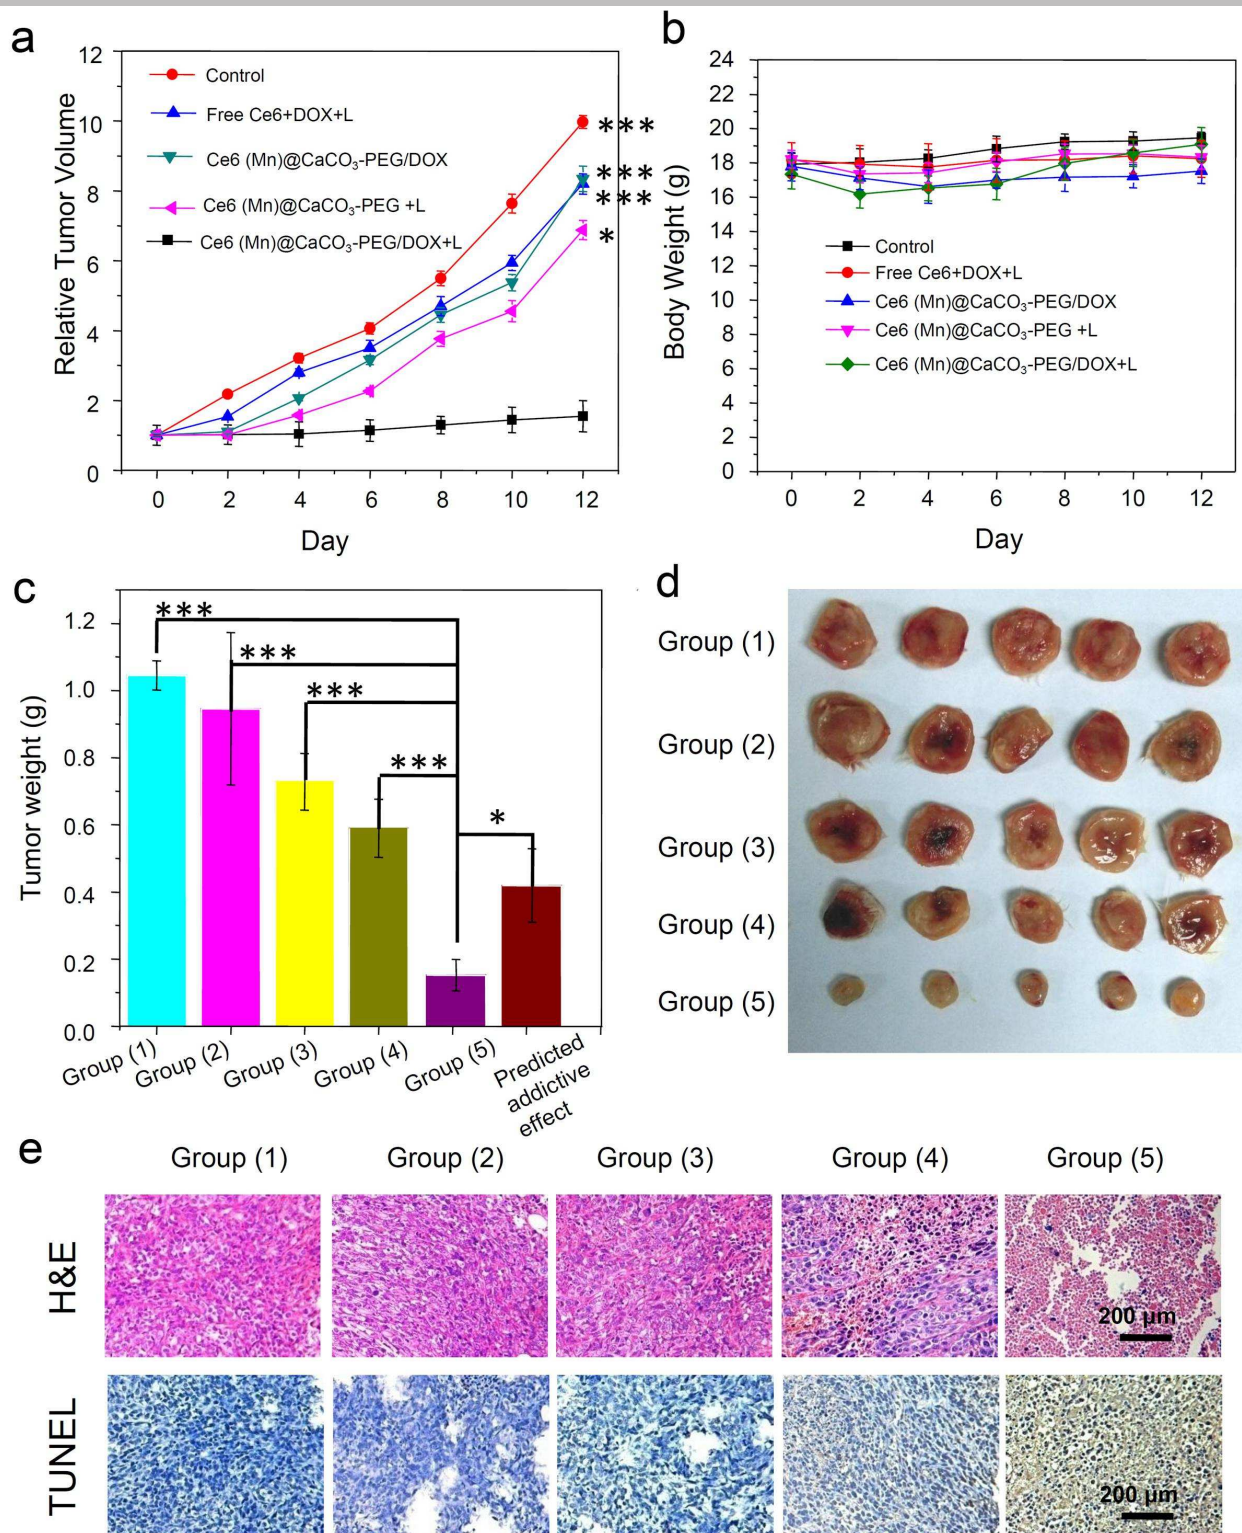 a
12
10
8
6
4
2
0
Relative Tumor Volume
Control
Free Ce6+DOX+L
Ce6 (Mn)@CaCO₃-PEG/DOX
Ce6 (Mn)@CaCO₃-PEG +L
Ce6 (Mn)@CaCO₃-PEG/DOX+L
***
***
***
*
0 2 4 6 8 10 12
Day
b
24
22
20
18
16
14
12
10
8
6
4
2
0
Body Weight (g)
Control
Free Ce6+DOX+L
Ce6 (Mn)@CaCO₃-PEG/DOX
Ce6 (Mn)@CaCO₃-PEG +L
Ce6 (Mn)@CaCO₃-PEG/DOX+L
0 2 4 6 8 10 12
Day
c
1.2
1.0
0.8
0.6
0.4
0.2
0.0
Tumor weight (g)
***
***
***
***
*
Group (1)
Group (2)
Group (3)
Group (4)
Group (5)
Predicted
addictive
effect
d
Group (1)
Group (2)
Group (3)
Group (4)
Group (5)
e
Group (1) Group (2) Group (3) Group (4) Group (5)
H&E
200 μm
TUNEL
200 μm